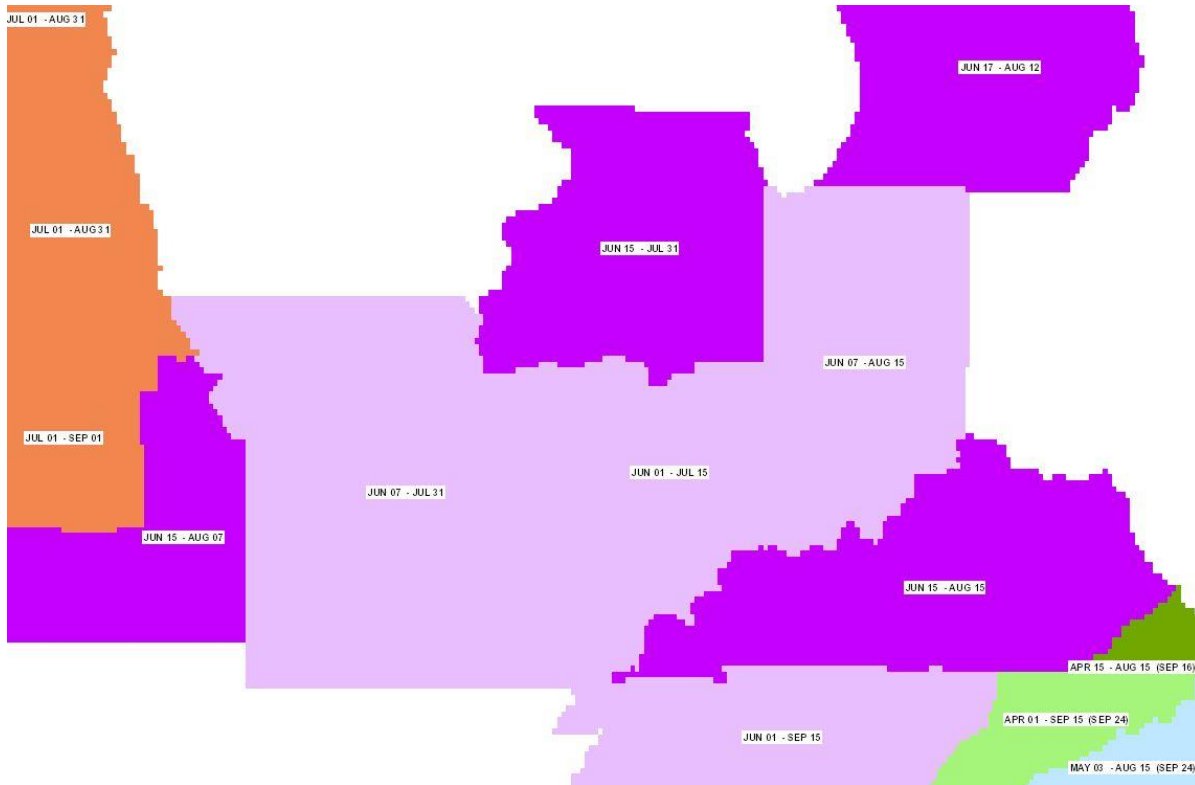 JUL 01 - AUG 31
JUN 17 - AUG 12
JUL 01 - AUG 31
JUN 15 - JUL 31
JUN 07 - AUG 15
JUL 01 - SEP 01
JUN 01 - JUL 15
JUN 07 - JUL 31
JUN 15 - AUG 07
JUN 15 - AUG 15
APR 15 - AUG 15 (SEP 16)
APR 01 - SEP 15 (SEP 24)
JUN 01 - SEP 15
MAY 03 - AUG 15 (SEP 24)